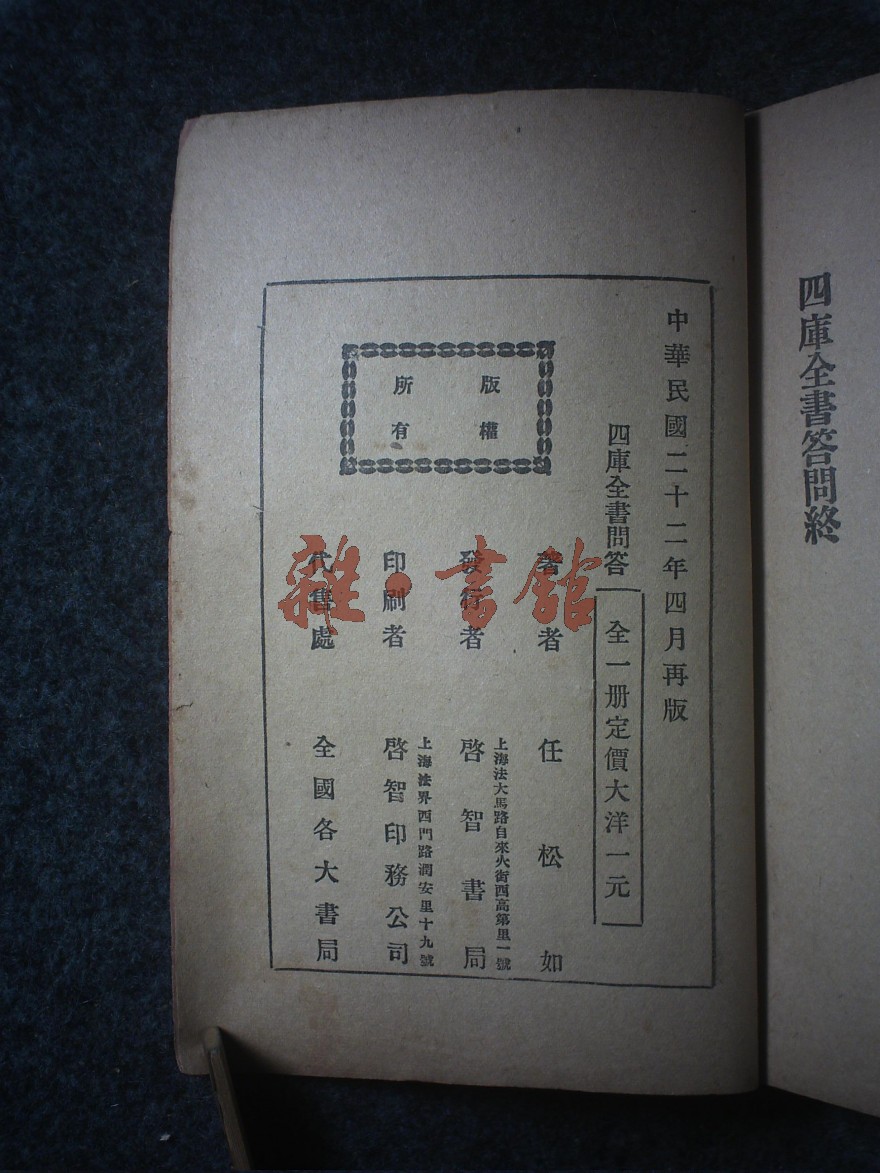 四庫全書答問終
中華民國二十二年四月再版
四庫全書問答
全一册定價大洋一元
版權
所有
著者 任松如
上海法大馬路自來火街西高第里一號
發行者 啓智書局
上海法界西門路潤安里十九號
印刷者 啓智印務公司
代售處 全國各大書局
雜·書館